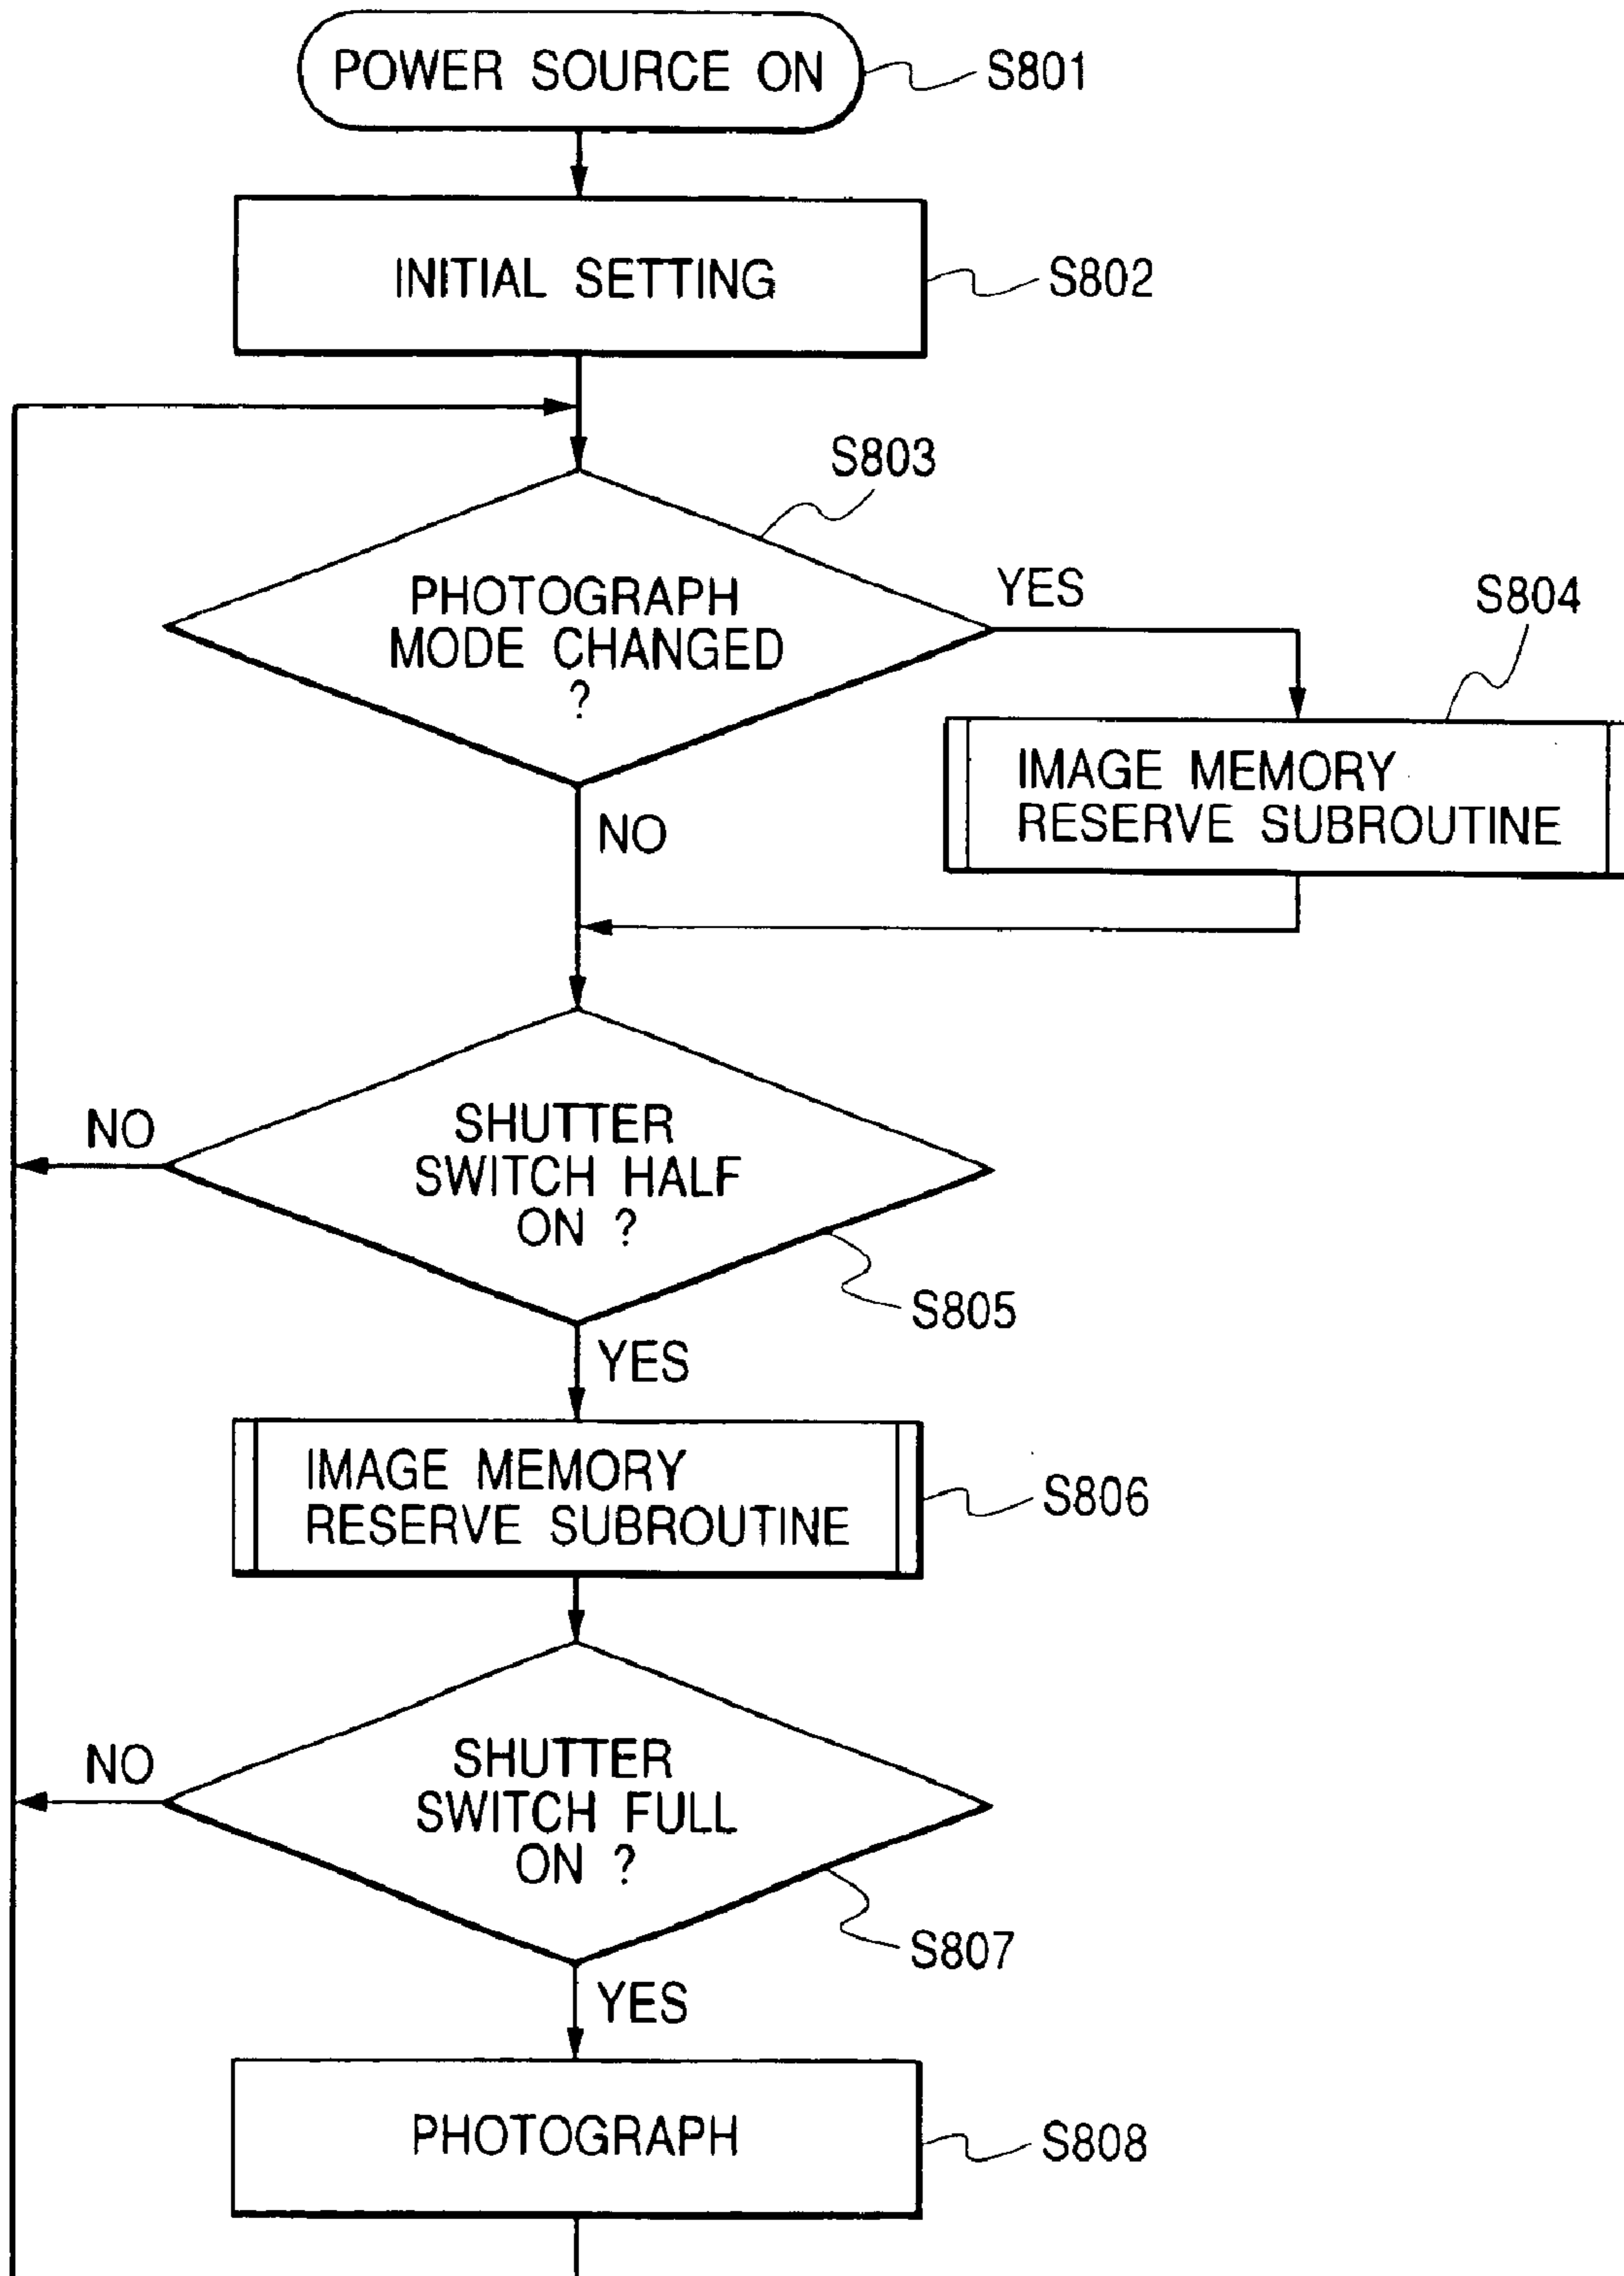 POWER SOURCE ON
S801
INITIAL SETTING
S802
S803
PHOTOGRAPH
MODE CHANGED
?
YES
NO
S804
IMAGE MEMORY
RESERVE SUBROUTINE
SHUTTER
SWITCH HALF
ON ?
NO
S805
YES
IMAGE MEMORY
RESERVE SUBROUTINE
S806
SHUTTER
SWITCH FULL
ON ?
NO
S807
YES
PHOTOGRAPH
S808